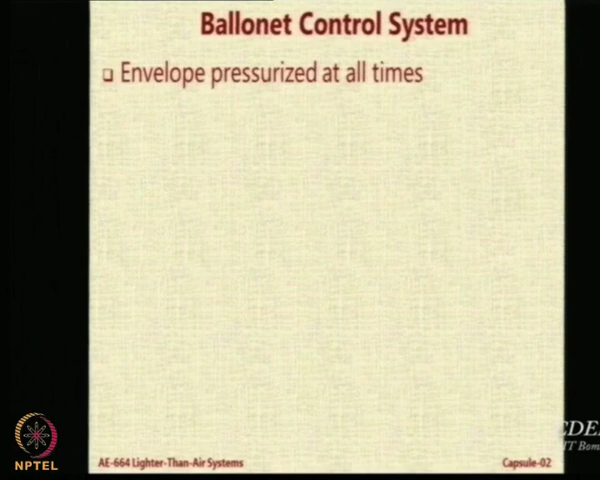 Ballonet Control System
Envelope pressurized at all times
NPTEL
AE-664 Lighter-Than-Air Systems
Capsule-02